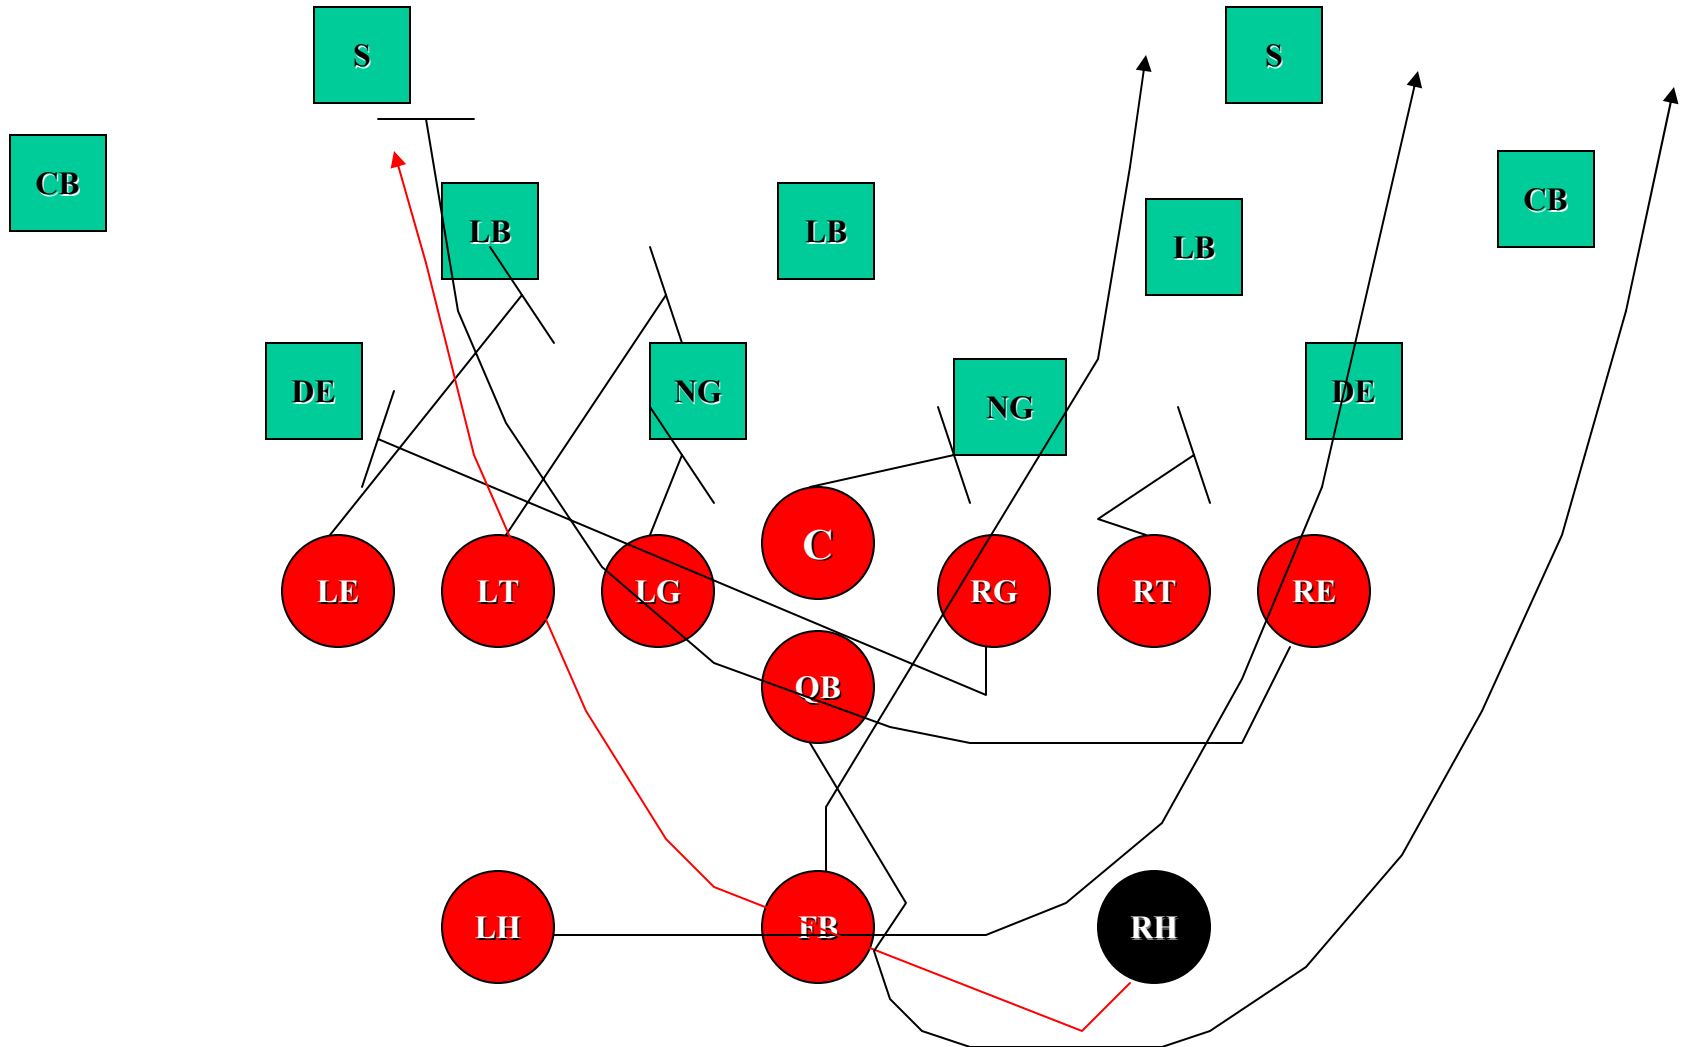 S
S
CB
CB
LB
LB
LB
DE
NG
NG
DE
C
LE
LT
LG
RG
RT
RE
QB
LH
FB
RH